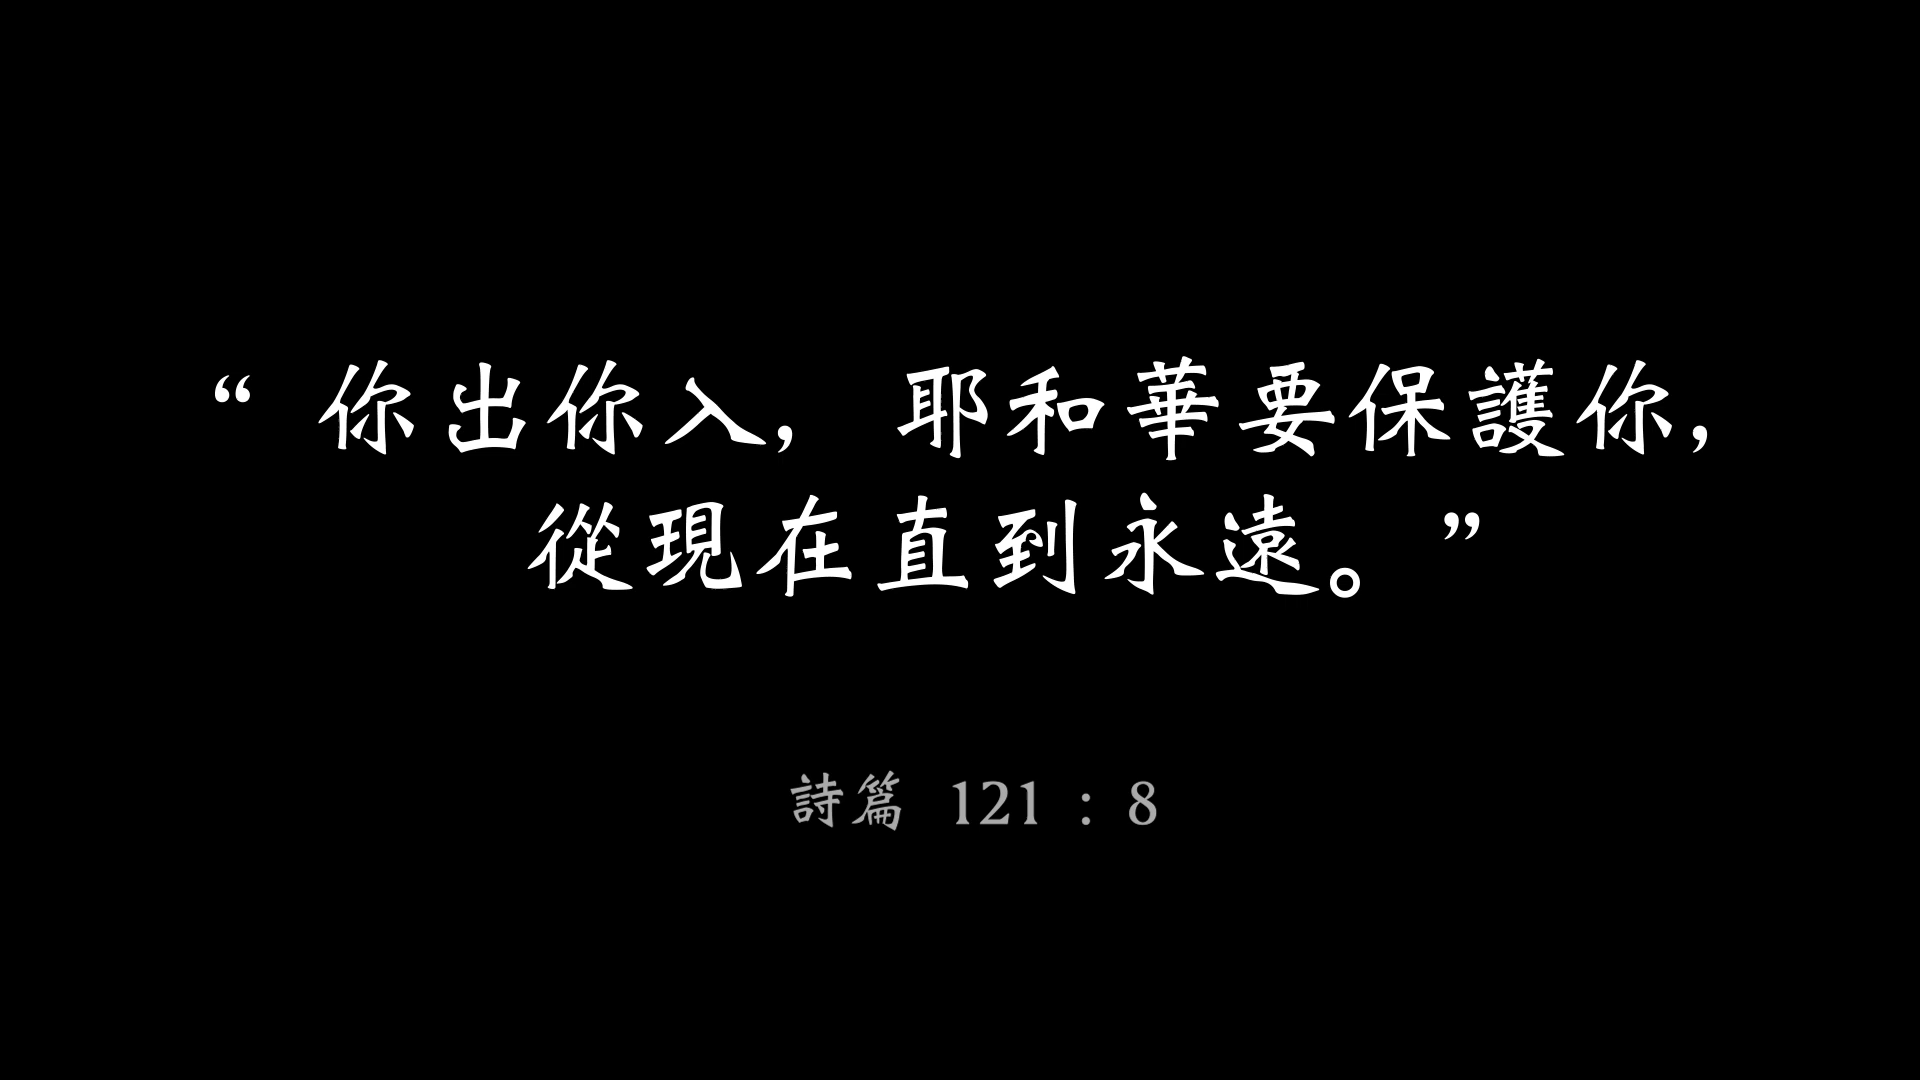 “ 你出你入, 耶和華要保護你,
從現在直到永遠。 ”
詩篇 121 : 8